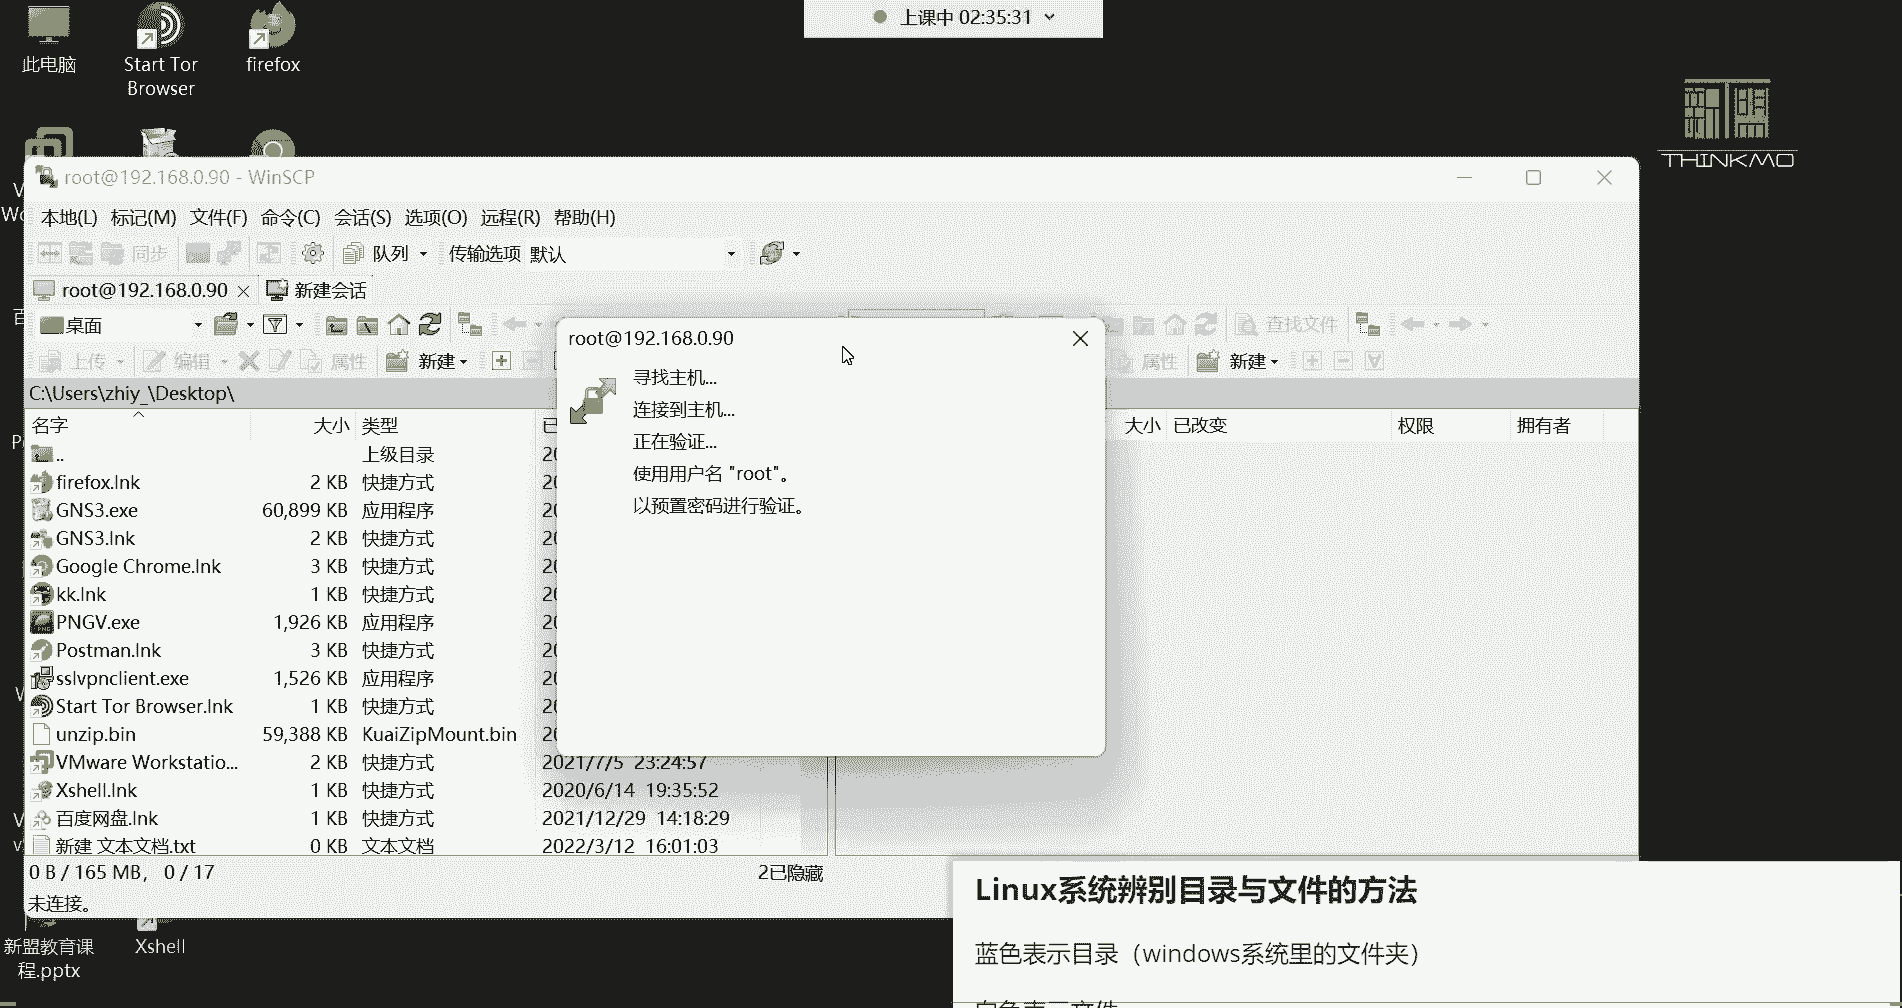 上课中 02:35:31
此电脑
Start Tor Browser
firefox
THINKMO
root@192.168.0.90 - WinSCP
本地(L) 标记(M) 文件(F) 命令(C) 会话(S) 选项(O) 远程(R) 帮助(H)
同步 队列 传输选项 默认
root@192.168.0.90 新建会话
桌面 查找文件
上传 编辑 属性 新建 属性 新建
C:\Users\zhiy_\Desktop\
名字 大小 类型 大小 已改变 权限 拥有者
.. 上级目录
firefox.lnk 2 KB 快捷方式
GNS3.exe 60,899 KB 应用程序
GNS3.lnk 2 KB 快捷方式
Google Chrome.lnk 3 KB 快捷方式
kk.lnk 1 KB 快捷方式
PNGV.exe 1,926 KB 应用程序
Postman.lnk 3 KB 快捷方式
sslvpnclient.exe 1,526 KB 应用程序
Start Tor Browser.lnk 1 KB 快捷方式
unzip.bin 59,388 KB KuaiZipMount.bin
VMware Workstatio... 2 KB 快捷方式 2021/7/5 23:24:57
Xshell.lnk 1 KB 快捷方式 2020/6/14 19:35:52
百度网盘.lnk 1 KB 快捷方式 2021/12/29 14:18:29
新建 文本文档.txt 0 KB 文本文档 2022/3/12 16:01:03
0 B / 165 MB, 0 / 17 2已隐藏
未连接。
root@192.168.0.90
寻找主机...
连接到主机...
正在验证...
使用用户名 "root"。
以预置密码进行验证。
新盟教育课程.pptx
Xshell
Linux系统辨别目录与文件的方法
蓝色表示目录（windows系统里的文件夹）